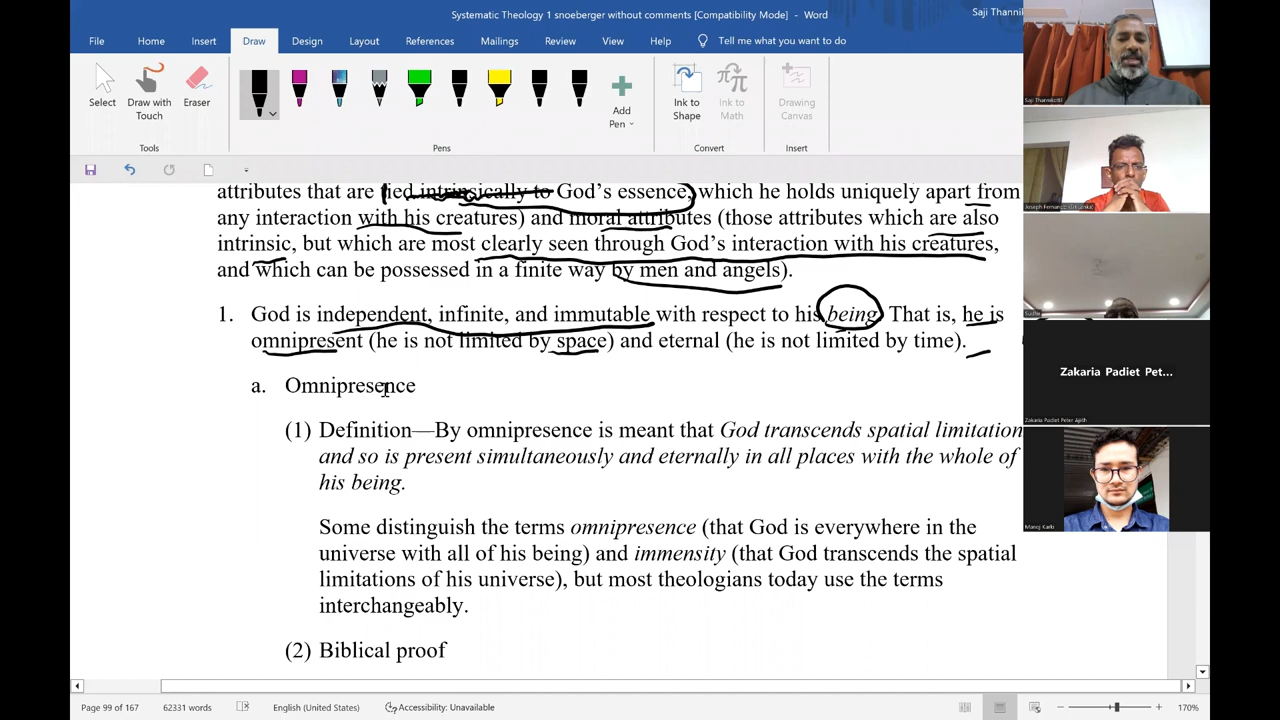 Systematic Theology 1 snoeberger without comments [Compatibility Mode] - Word
Saji Thannik
File Home Insert Draw Design Layout References Mailings Review View Help Tell me what you want to do
Select
Draw with Touch
Eraser
Add Pen
Ink to Shape
Ink to Math
Drawing Canvas
Tools
Pens
Convert
Insert
attributes that are tied intrinsically to God's essence, which he holds uniquely apart from
any interaction with his creatures) and moral attributes (those attributes which are also
intrinsic, but which are most clearly seen through God's interaction with his creatures,
and which can be possessed in a finite way by men and angels).
1. God is independent, infinite, and immutable with respect to his being. That is, he is
omnipresent (he is not limited by space) and eternal (he is not limited by time).
a. Omnipresence
(1) Definition—By omnipresence is meant that God transcends spatial limitation
and so is present simultaneously and eternally in all places with the whole of
his being.
Some distinguish the terms omnipresence (that God is everywhere in the
universe with all of his being) and immensity (that God transcends the spatial
limitations of his universe), but most theologians today use the terms
interchangeably.
(2) Biblical proof
Zakaria Padiet Pet...
Zakaria Padiet Peter Ajith
Manoj Karki
Page 99 of 167
62331 words
English (United States)
Accessibility: Unavailable
170%